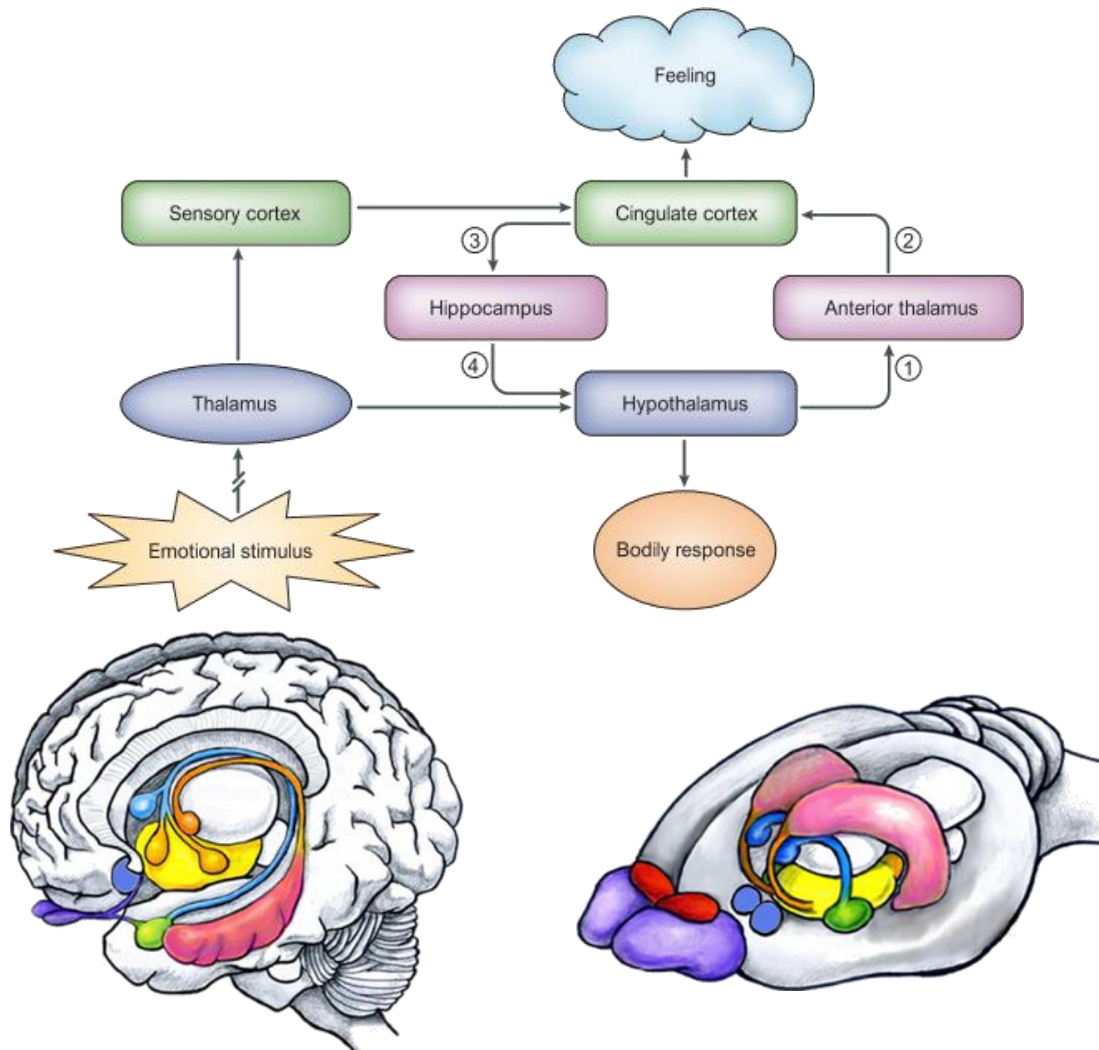 Feeling
Sensory cortex
Cingulate cortex
3
2
Hippocampus
Anterior thalamus
4
1
Thalamus
Hypothalamus
Emotional stimulus
Bodily response